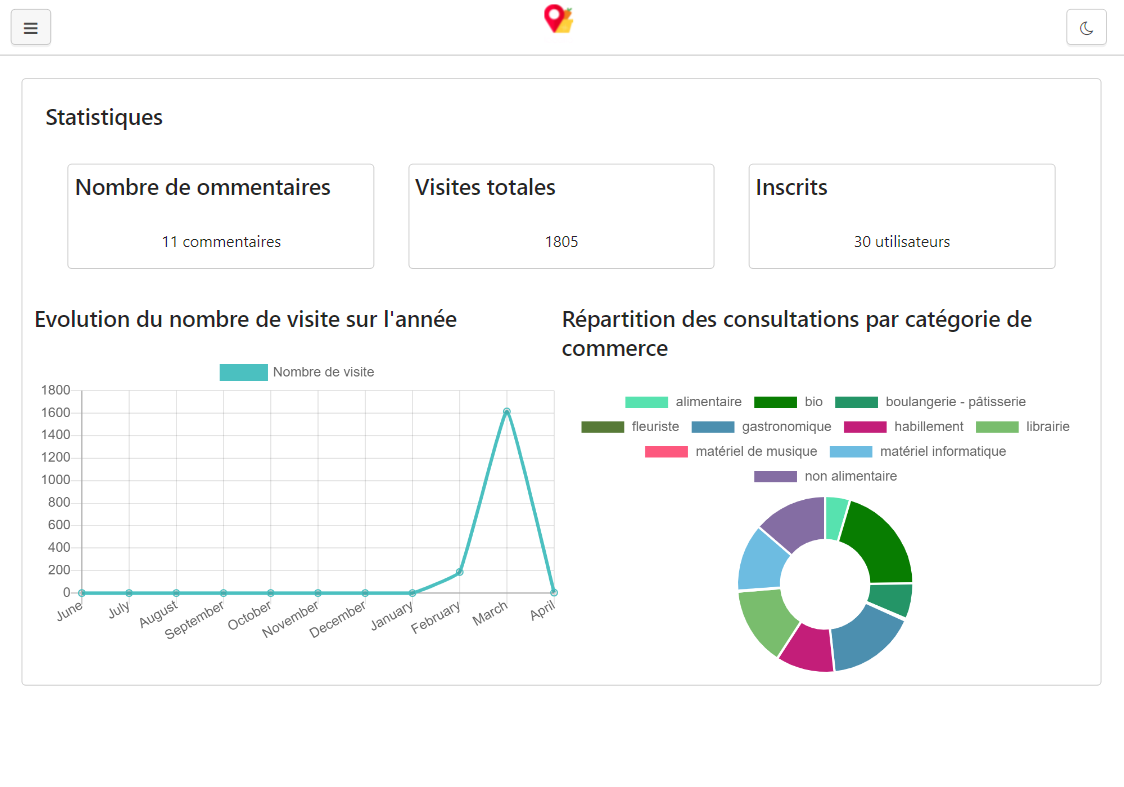 Statistiques
Nombre de ommentaires
11 commentaires
Visites totales
1805
Inscrits
30 utilisateurs
Evolution du nombre de visite sur l'année
Nombre de visite
1800
1600
1400
1200
1000
800
600
400
200
0
June
July
August
September
October
November
December
January
February
March
April
Répartition des consultations par catégorie de
commerce
alimentaire bio boulangerie - pâtisserie
fleuriste gastronomique habillement librairie
matériel de musique matériel informatique
non alimentaire